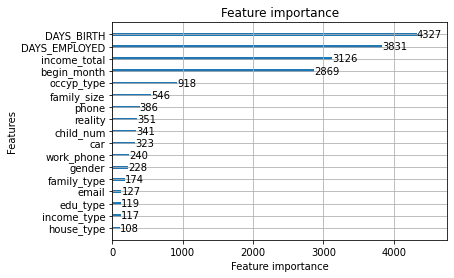 Feature importance
DAYS_BIRTH 4327
DAYS_EMPLOYED 3831
income_total 3126
begin_month 2869
occyp_type 918
family_size 546
phone 386
reality 351
child_num 341
car 323
work_phone 240
gender 228
family_type 174
email 127
edu_type 119
income_type 117
house_type 108
Features
0 1000 2000 3000 4000
Feature importance